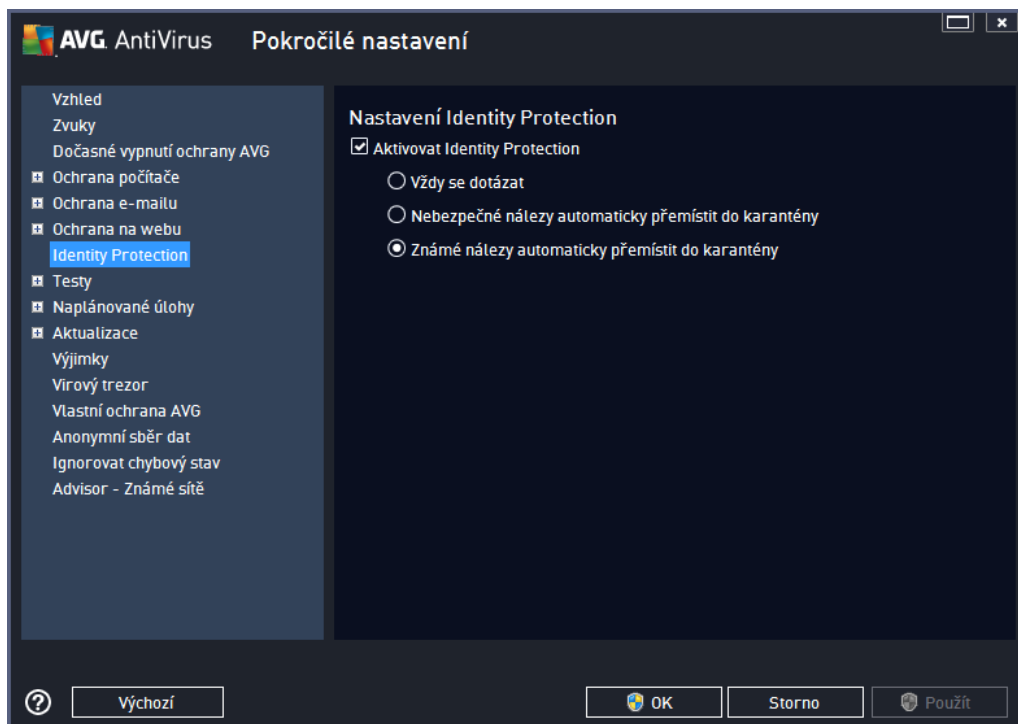 AVG. AntiVirus Pokročilé nastavení
Vzhled
Zvuky
Dočasné vypnutí ochrany AVG
Ochrana počítače
Ochrana e-mailu
Ochrana na webu
Identity Protection
Testy
Naplánované úlohy
Aktualizace
Výjimky
Virový trezor
Vlastní ochrana AVG
Anonymní sběr dat
Ignorovat chybový stav
Advisor - Známé sítě
Nastavení Identity Protection
Aktivovat Identity Protection
Vždy se dotázat
Nebezpečné nálezy automaticky přemístit do karantény
Známé nálezy automaticky přemístit do karantény
Výchozí
OK
Storno
Použít